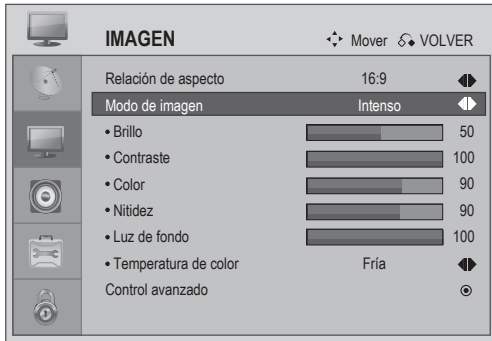 IMAGEN Mover VOLVER
Relación de aspecto 16:9
Modo de imagen Intenso
• Brillo 50
• Contraste 100
• Color 90
• Nitidez 90
• Luz de fondo 100
• Temperatura de color Fría
Control avanzado